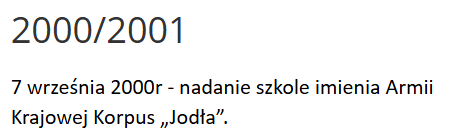 2000/2001
7 września 2000r - nadanie szkole imienia Armii
Krajowej Korpus „Jodła”.